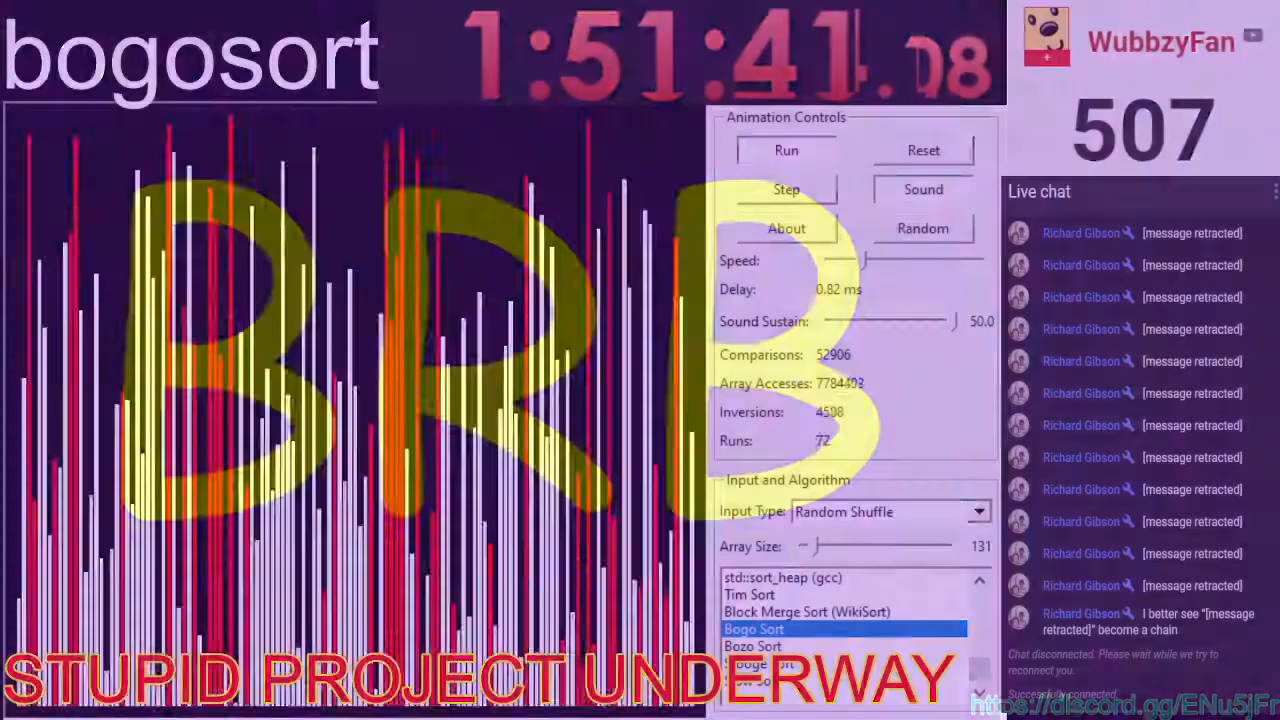 bogosort
1:51:41.08
WubbzyFan
507
BRB
Animation Controls
Run
Reset
Step
Sound
About
Random
Speed:
Delay: 0.82 ms
Sound Sustain: 50.0
Comparisons: 52906
Array Accesses: 7784403
Inversions: 4508
Runs: 72
Input and Algorithm
Input Type: Random Shuffle
Array Size: 131
std::sort_heap (gcc)
Tim Sort
Block Merge Sort (WikiSort)
Bogo Sort
Bozo Sort
STUPID PROJECT UNDERWAY
Live chat
Richard Gibson [message retracted]
Richard Gibson [message retracted]
Richard Gibson [message retracted]
Richard Gibson [message retracted]
Richard Gibson [message retracted]
Richard Gibson [message retracted]
Richard Gibson [message retracted]
Richard Gibson [message retracted]
Richard Gibson [message retracted]
Richard Gibson [message retracted]
Richard Gibson [message retracted]
Richard Gibson [message retracted]
Richard Gibson I better see "[message
retracted]" become a chain
Chat disconnected. Please wait while we try to
reconnect you.
Successfully connected.
https://discord.gg/ENu5jFr